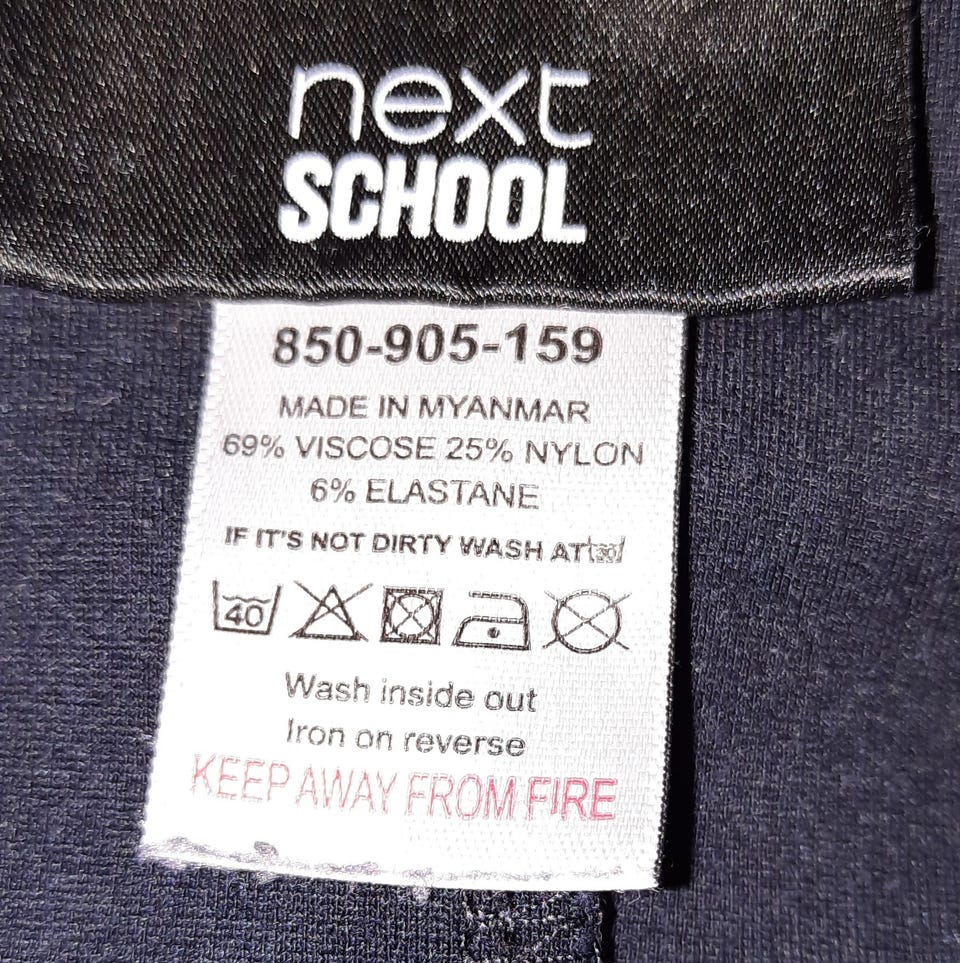 next
SCHOOL
850-905-159
MADE IN MYANMAR
69% VISCOSE 25% NYLON
6% ELASTANE
IF IT'S NOT DIRTY WASH AT 30
40
Wash inside out
Iron on reverse
KEEP AWAY FROM FIRE